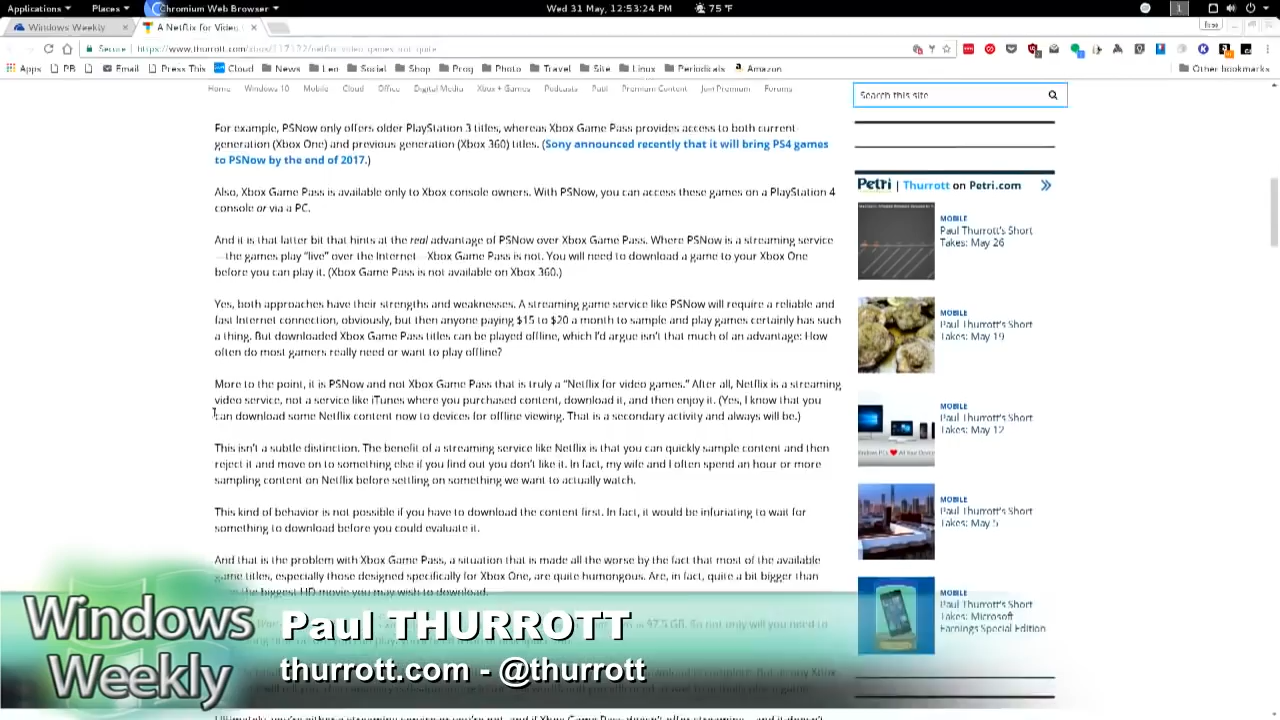 Applications
Places
Chromium Web Browser
Wed 31 May, 12:53:24
75 °F
1
Windows Weekly
A Netflix for Video
Secure
https://www.thurrott.com/xbox/117122/netflix-video-games-not-quite
Apps
PB
Email
Press This
Cloud
News
Leo
Social
Shop
Prog
Photo
Travel
Site
Linux
Periodicals
Amazon
Other bookmarks
Home Windows 10 Mobile Cloud Office Digital Media Xbox + Games Podcasts Paul Premium Content Join Premium Forums
Search this site
For example, PSNow only offers older PlayStation 3 titles, whereas Xbox Game Pass provides access to both current
generation (Xbox One) and previous generation (Xbox 360) titles. (Sony announced recently that it will bring PS4 games
to PSNow by the end of 2017.)
Also, Xbox Game Pass is available only to Xbox console owners. With PSNow, you can access these games on a PlayStation 4
console or via a PC.
And it is that latter bit that hints at the real advantage of PSNow over Xbox Game Pass. Where PSNow is a streaming service
—the games play "live" over the Internet—Xbox Game Pass is not. You will need to download a game to your Xbox One
before you can play it. (Xbox Game Pass is not available on Xbox 360.)
Yes, both approaches have their strengths and weaknesses. A streaming game service like PSNow will require a reliable and
fast Internet connection, obviously, but then anyone paying $15 to $20 a month to sample and play games certainly has such
a thing. But downloaded Xbox Game Pass titles can be played offline, which I'd argue isn't that much of an advantage: How
often do most gamers really need or want to play offline?
More to the point, it is PSNow and not Xbox Game Pass that is truly a "Netflix for video games." After all, Netflix is a streaming
video service, not a service like iTunes where you purchased content, download it, and then enjoy it. (Yes, I know that you
can download some Netflix content now to devices for offline viewing. That is a secondary activity and always will be.)
This isn't a subtle distinction. The benefit of a streaming service like Netflix is that you can quickly sample content and then
reject it and move on to something else if you find out you don't like it. In fact, my wife and I often spend an hour or more
sampling content on Netflix before settling on something we want to actually watch.
This kind of behavior is not possible if you have to download the content first. In fact, it would be infuriating to wait for
something to download before you could evaluate it.
And that is the problem with Xbox Game Pass, a situation that is made all the worse by the fact that most of the available
game titles, especially those designed specifically for Xbox One, are quite humongous. Are, in fact, quite a bit bigger than
the biggest HD movie you may wish to download.
is 47.5 GB. So not only will you need to
Petri | Thurrott on Petri.com
MOBILE
Paul Thurrott's Short
Takes: May 26
MOBILE
Paul Thurrott's Short
Takes: May 19
MOBILE
Paul Thurrott's Short
Takes: May 12
MOBILE
Paul Thurrott's Short
Takes: May 5
MOBILE
Paul Thurrott's Short
Takes: Microsoft
Earnings Special Edition
Windows
Weekly
Paul THURROTT
thurrott.com - @thurrott